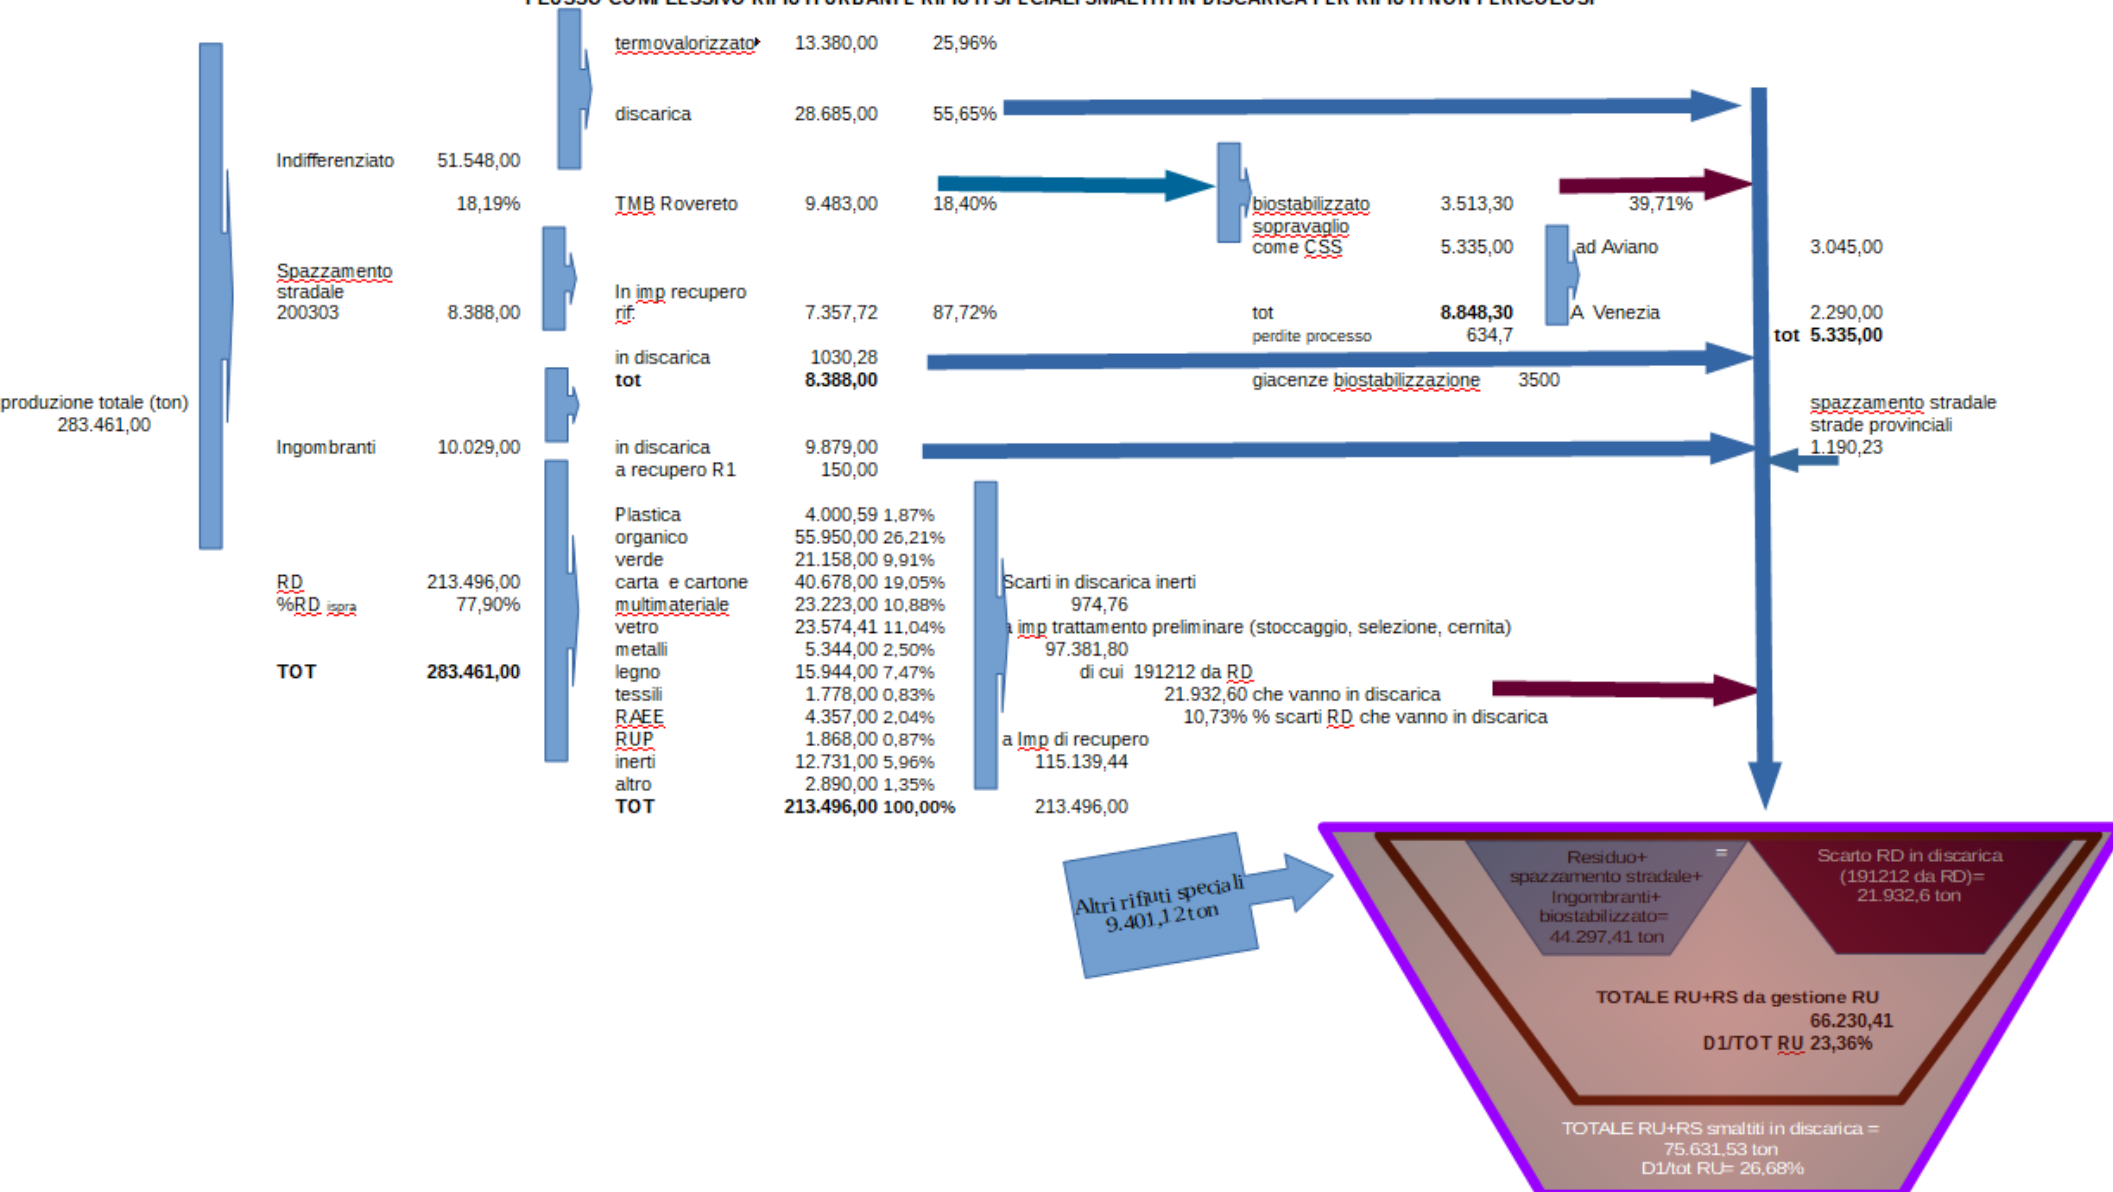 FLUSSO COMPLESSIVO RIFIUTI URBANI E RIFIUTI SPECIALI SMALTITI IN DISCARICA PER RIFIUTI NON PERICOLOSI
termovalorizzato 13.380,00 25,96%
discarica 28.685,00 55,65%
Indifferenziato 51.548,00
18,19% TMB Rovereto 9.483,00 18,40% biostabilizzato 3.513,30 39,71%
sopravaglio
come CSS 5.335,00 ad Aviano 3.045,00
Spazzamento
stradale In imp recupero
200303 8.388,00 rif: 7.357,72 87,72% tot 8.848,30 A Venezia 2.290,00
perdite processo 634,7 tot 5.335,00
in discarica 1030,28
tot 8.388,00 giacenze biostabilizzazione 3500
produzione totale (ton) spazzamento stradale
283.461,00 strade provinciali
Ingombranti 10.029,00 in discarica 9.879,00 1.190,23
a recupero R1 150,00
Plastica 4.000,59 1,87%
organico 55.950,00 26,21%
verde 21.158,00 9,91%
RD 213.496,00 carta e cartone 40.678,00 19,05% Scarti in discarica inerti
%RD ispra 77,90% multimateriale 23.223,00 10,88% 974,76
vetro 23.574,41 11,04% a imp trattamento preliminare (stoccaggio, selezione, cernita)
metalli 5.344,00 2,50% 97.381,80
TOT 283.461,00 legno 15.944,00 7,47% di cui 191212 da RD
tessili 1.778,00 0,83% 21.932,60 che vanno in discarica
RAEE 4.357,00 2,04% 10,73% % scarti RD che vanno in discarica
RUP 1.868,00 0,87% a Imp di recupero
inerti 12.731,00 5,96% 115.139,44
altro 2.890,00 1,35%
TOT 213.496,00 100,00% 213.496,00
Altri rifiuti speciali
9.401,12 ton
Residuo+ =
spazzamento stradale+
Ingombranti+
biostabilizzato=
44.297,41 ton
Scarto RD in discarica
(191212 da RD)=
21.932,6 ton
TOTALE RU+RS da gestione RU
66.230,41
D1/TOT RU 23,36%
TOTALE RU+RS smaltiti in discarica =
75.631,53 ton
D1/tot RU= 26,68%